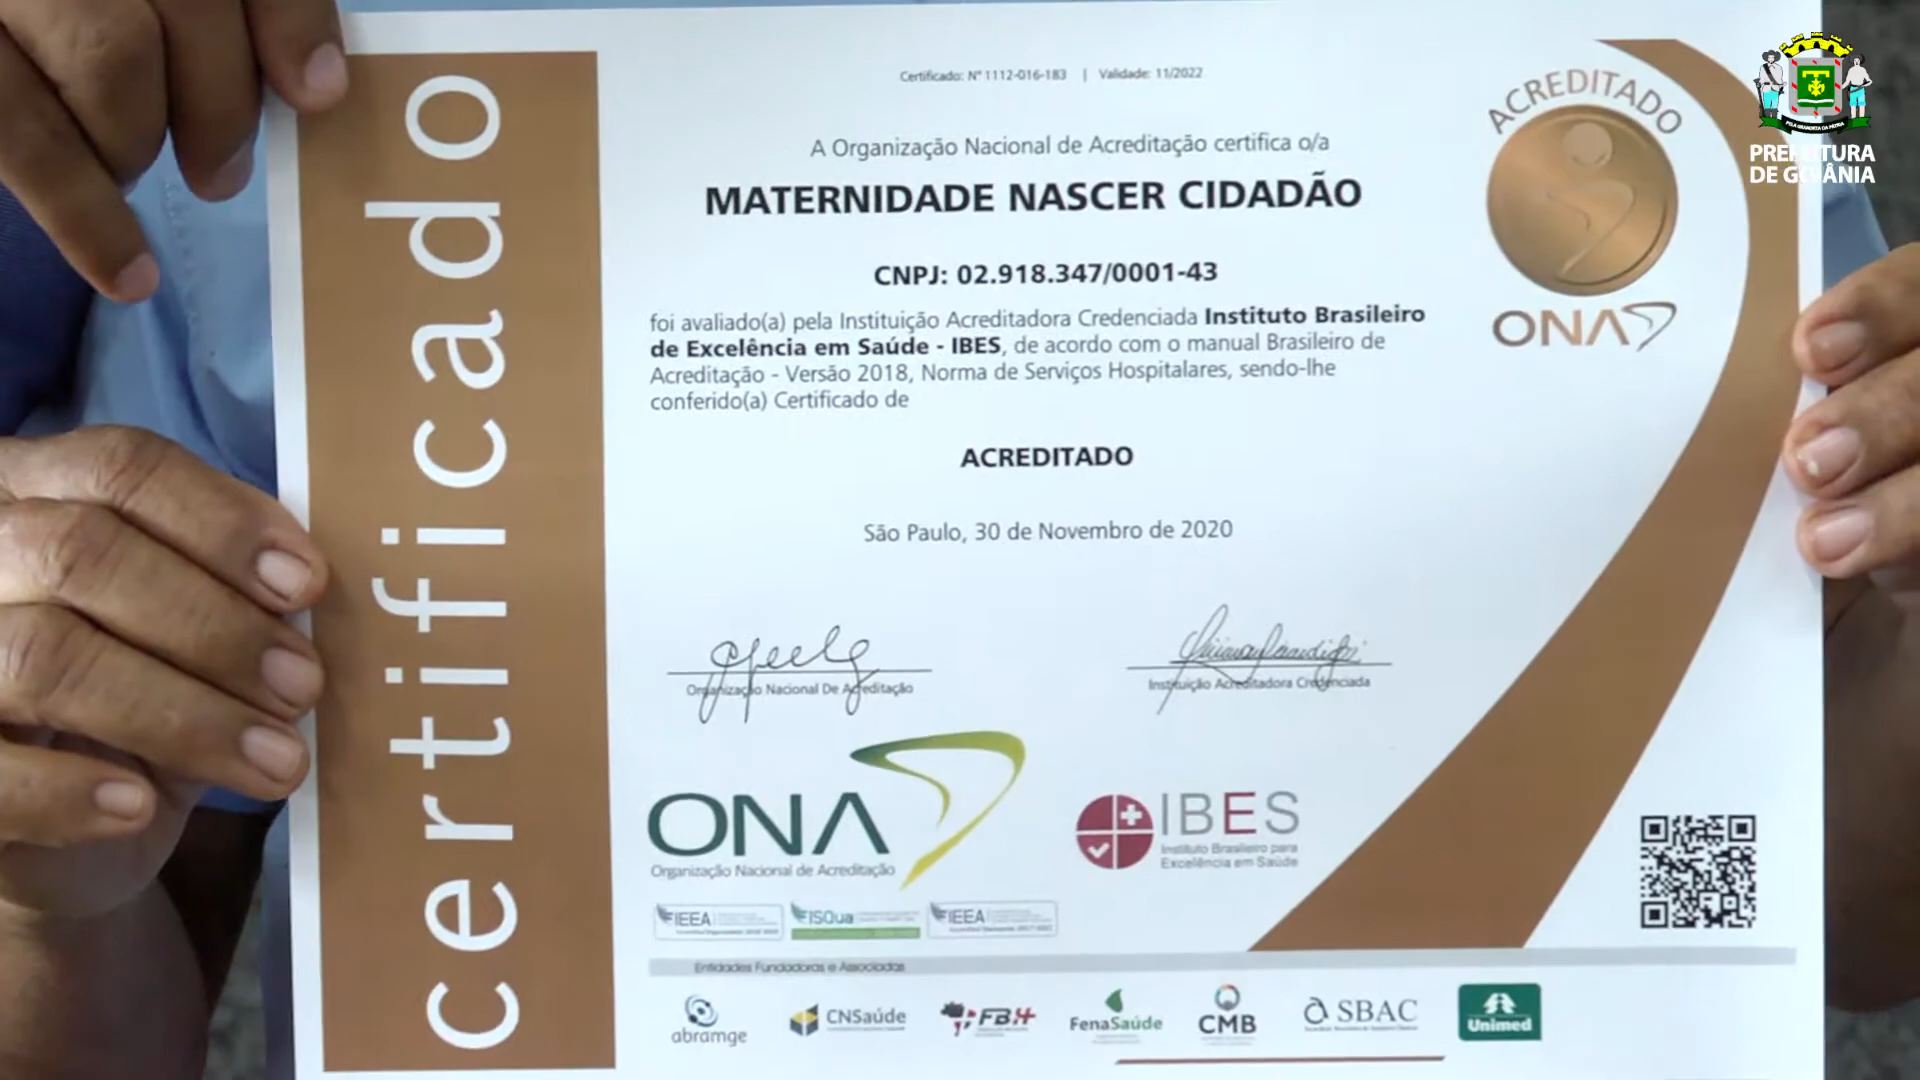 certificado
Certificado: Nº 1112-016-183 | Validade: 11/2022
A Organização Nacional de Acreditação certifica o/a
MATERNIDADE NASCER CIDADÃO
CNPJ: 02.918.347/0001-43
foi avaliado(a) pela Instituição Acreditadora Credenciada Instituto Brasileiro
de Excelência em Saúde - IBES, de acordo com o manual Brasileiro de
Acreditação - Versão 2018, Norma de Serviços Hospitalares, sendo-lhe
conferido(a) Certificado de
ACREDITADO
São Paulo, 30 de Novembro de 2020
Organização Nacional De Acreditação
Instituição Acreditadora Credenciada
ACREDITADO
ONA
PREFEITURA
DE GOIÂNIA
ONA
Organização Nacional de Acreditação
IBES
Instituto Brasileiro para
Excelência em Saúde
IEEA
ISQua
IEEA
Entidades Fundadoras e Associadas
abramge
CNSaúde
FBH
FenaSaúde
CMB
SBAC
Unimed